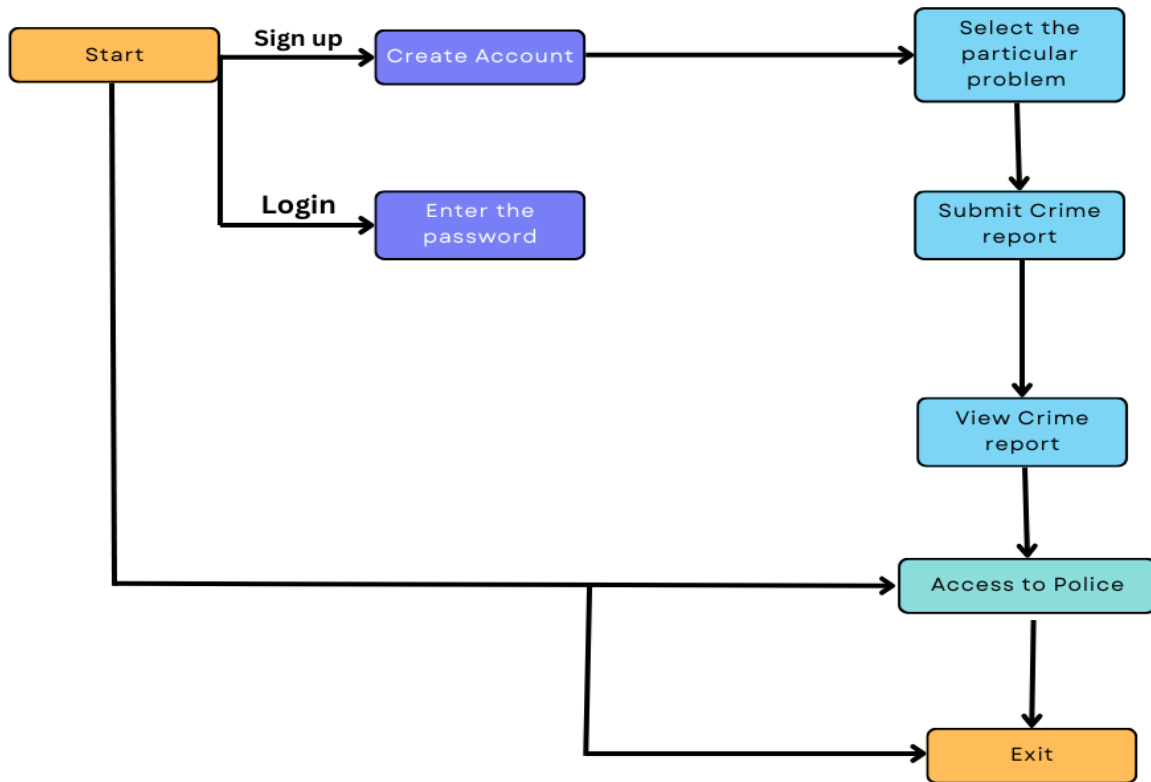 Start
Sign up
Create Account
Select the
particular
problem
Login
Enter the
password
Submit Crime
report
View Crime
report
Access to Police
Exit